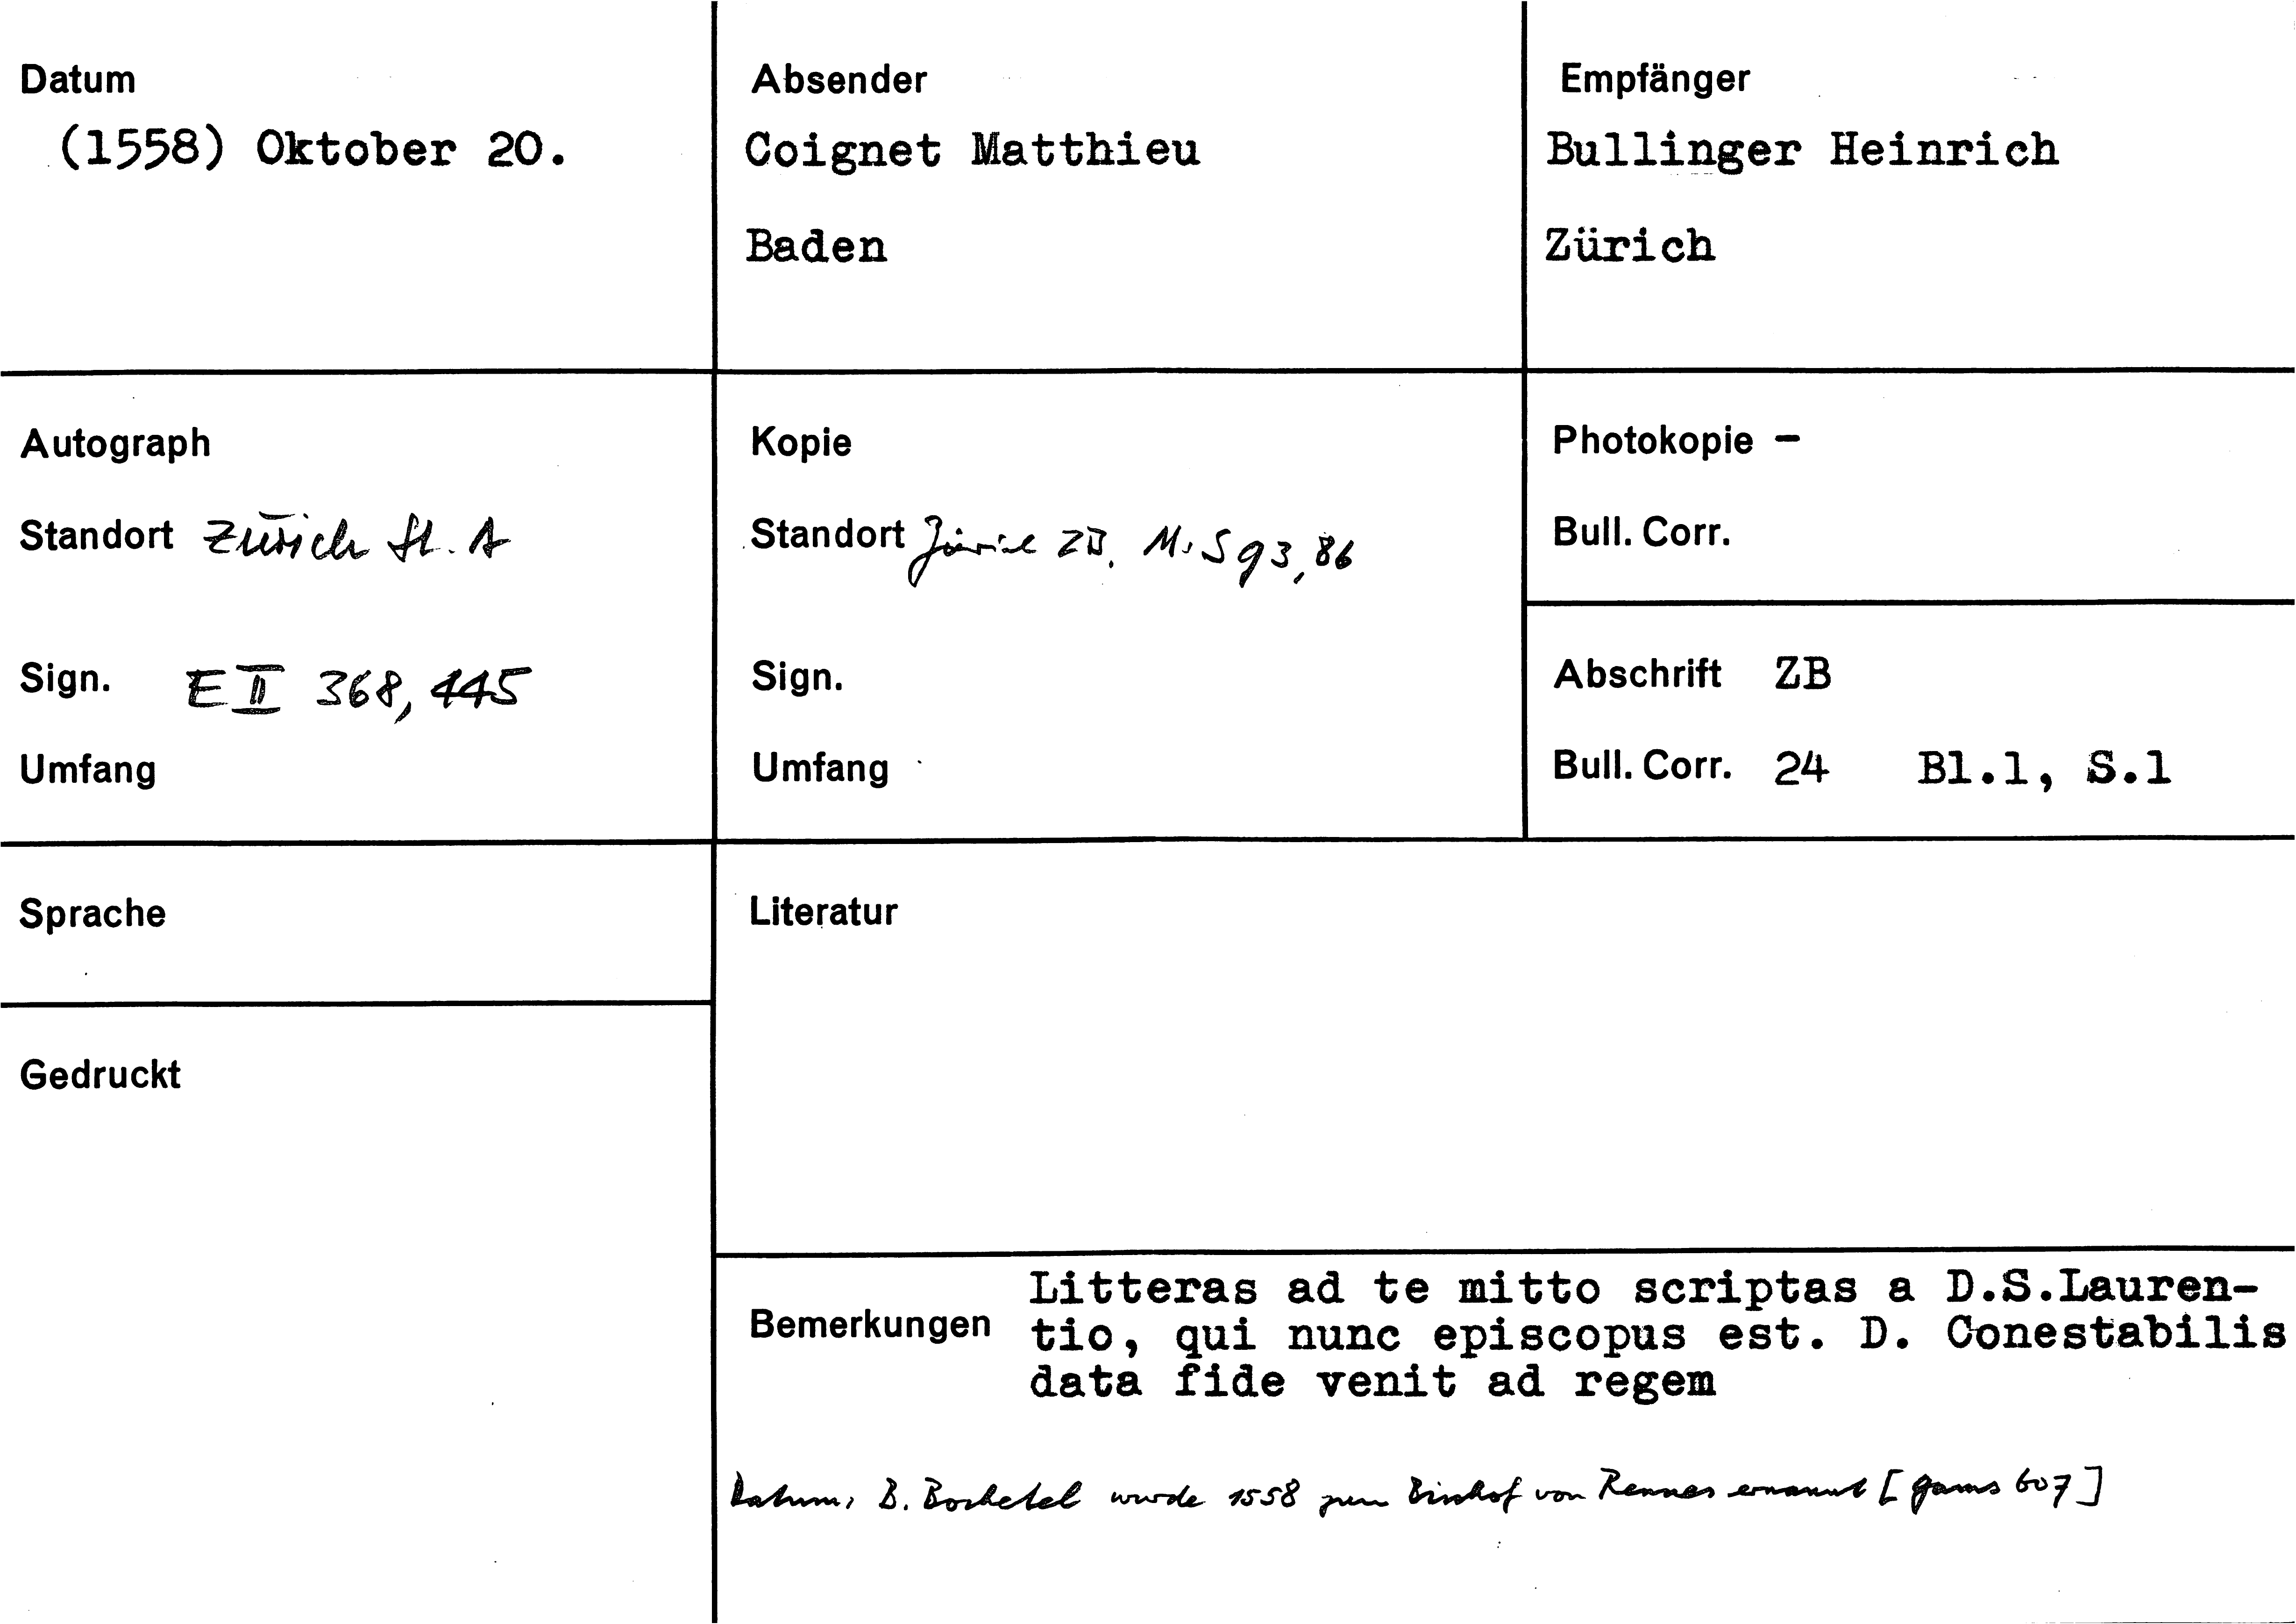 Datum
(1558) Oktober 20.
Absender
Coignet Matthieu
Baden
Empfänger
Bullinger Heinrich
Zürich
Autograph
Standort Zürich St. A
Sign. E II 368, 445
Umfang
Kopie
Standort Zürich ZB. Ms S 93, 86
Sign.
Umfang
Photokopie –
Bull. Corr.
Abschrift ZB
Bull. Corr. 24 Bl.1, S.1
Sprache
Gedruckt
Literatur
Bemerkungen
Litteras ad te mitto scriptas a D.S.Lauren-
tio, qui nunc episcopus est. D. Conestabilis
data fide venit ad regem
Datum: B. Bochetel wurde 1558 zum Bischof von Rennes ernannt [Gams 607]